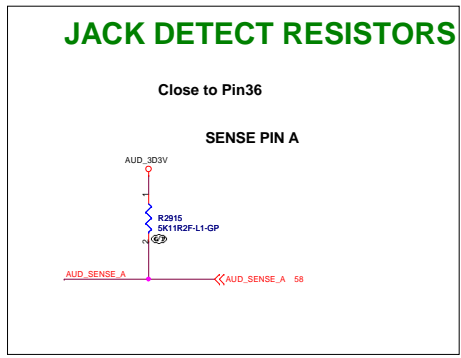 JACK DETECT RESISTORS
Close to Pin36
SENSE PIN A
AUD_3D3V
1
R2915
5K11R2F-L1-GP
2
AUD_SENSE_A
AUD_SENSE_A 58